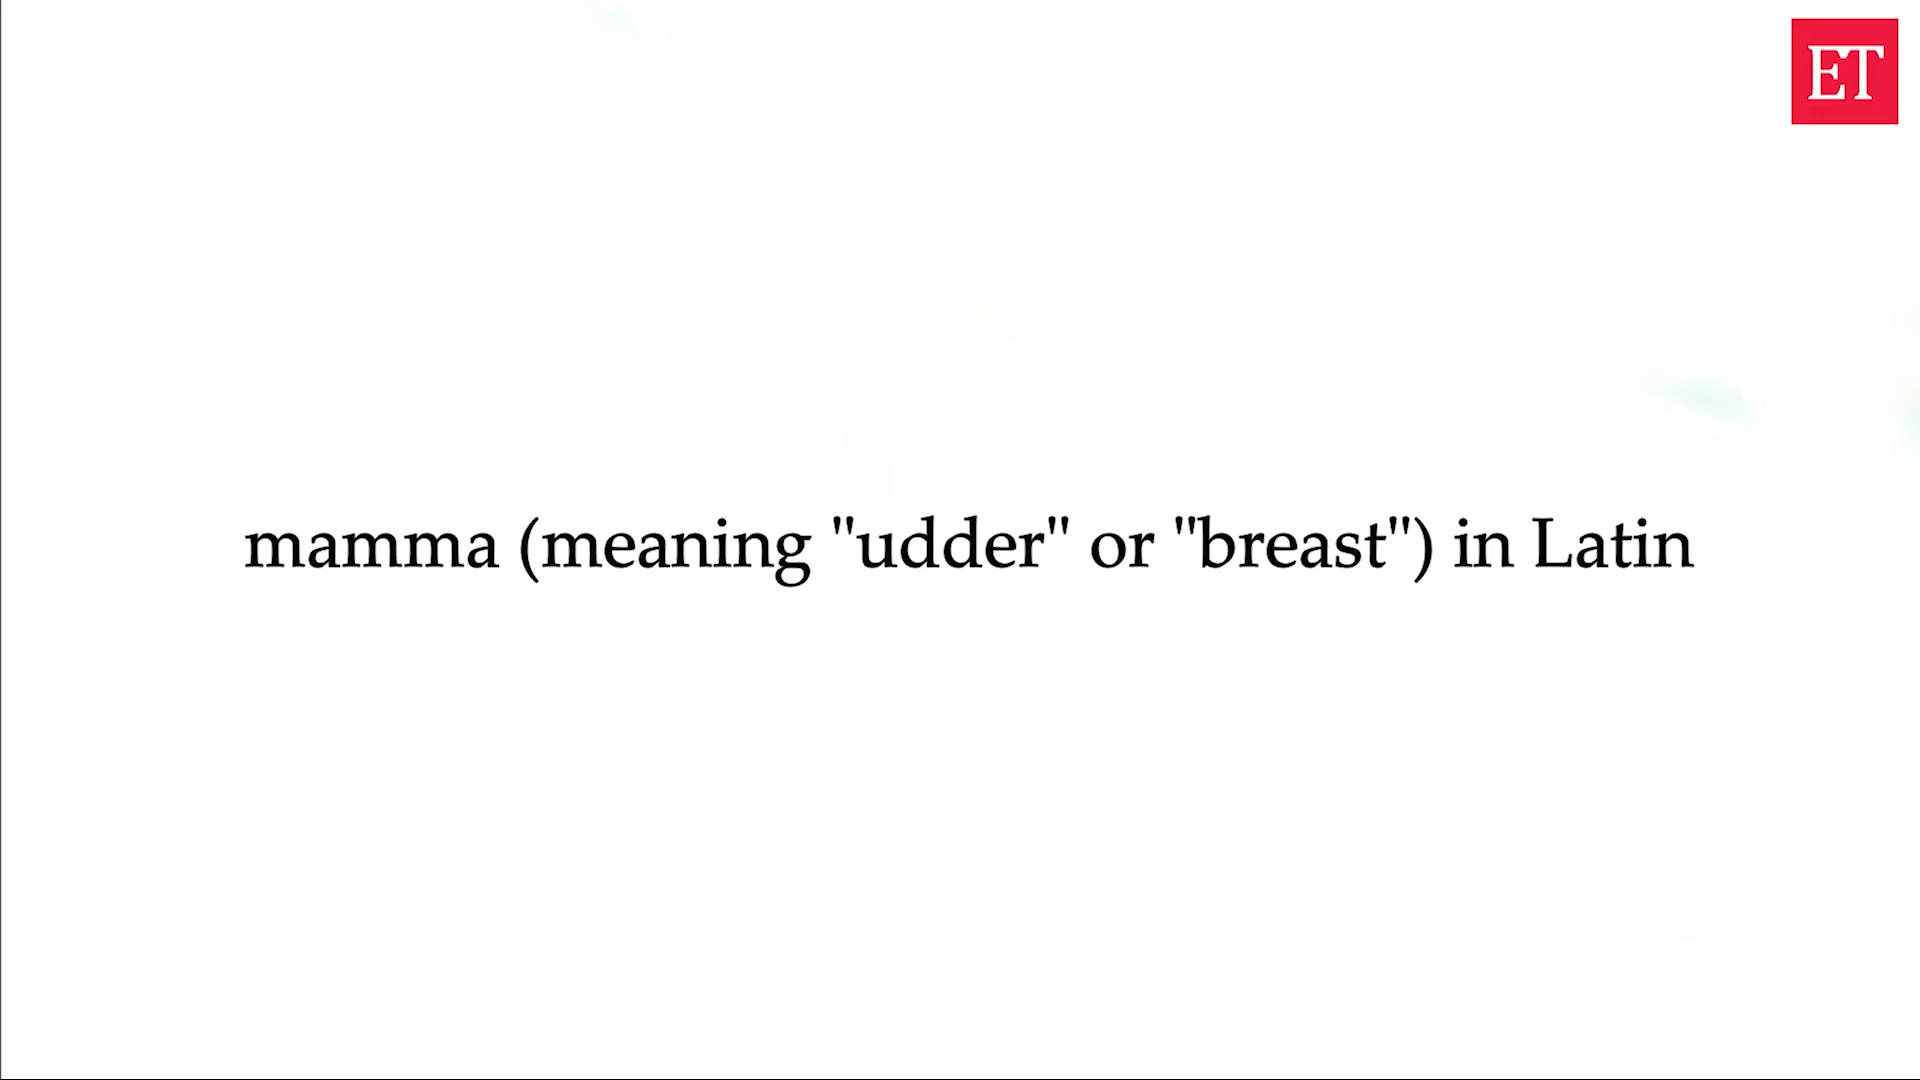 ET
mamma (meaning "udder" or "breast") in Latin